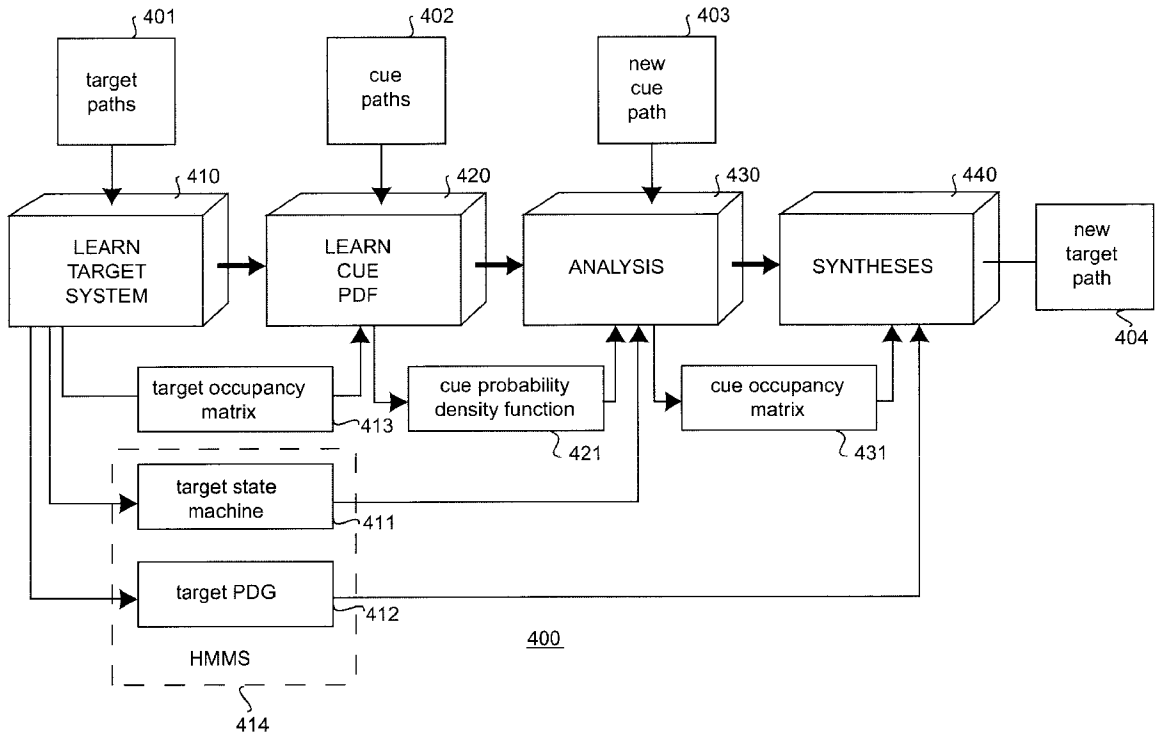 401
402
403
target
paths
cue
paths
new
cue
path
410
420
430
440
LEARN
TARGET
SYSTEM
LEARN
CUE
PDF
ANALYSIS
SYNTHESES
new
target
path
404
target occupancy
matrix
413
cue probability
density function
421
cue occupancy
matrix
431
target state
machine
411
target PDG
412
HMMS
414
400